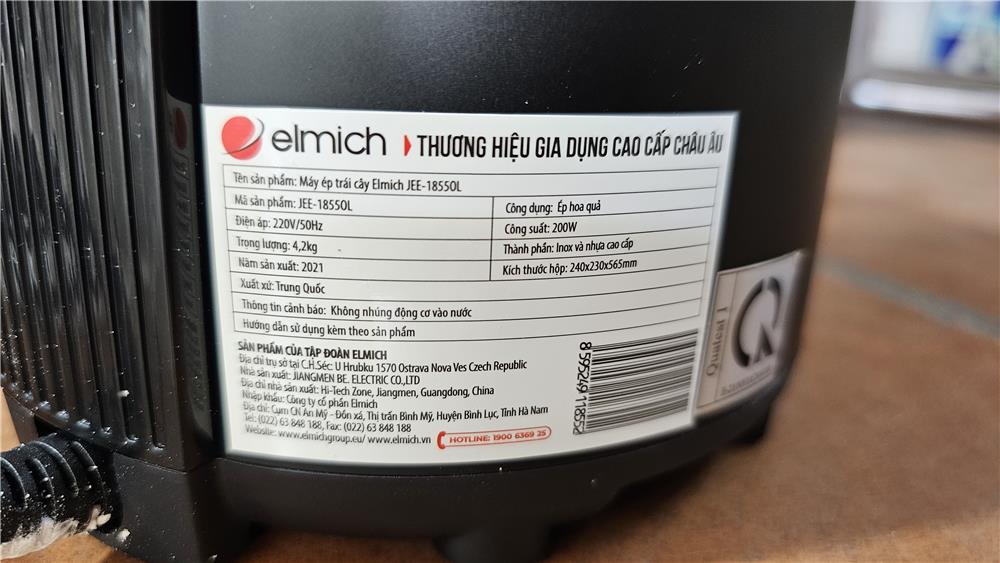 elmich THƯƠNG HIỆU GIA DỤNG CAO CẤP CHÂU ÂU
Tên sản phẩm: Máy ép trái cây Elmich JEE-1855OL
Mã sản phẩm: JEE-1855OL
Công dụng: Ép hoa quả
Điện áp: 220V/50Hz
Công suất: 200W
Trọng lượng: 4,2kg
Thành phần: Inox và nhựa cao cấp
Năm sản xuất: 2021
Kích thước hộp: 240x230x565mm
Xuất xứ: Trung Quốc
Thông tin cảnh báo: Không nhúng động cơ vào nước
Hướng dẫn sử dụng kèm theo sản phẩm
SẢN PHẨM CỦA TẬP ĐOÀN ELMICH
Địa chỉ trụ sở tại C.H.Séc: U Hrubku 1570 Ostrava Nova Ves Czech Republic
Nhà sản xuất: JIANGMEN BE. ELECTRIC CO.,LTD
Địa chỉ nhà sản xuất: Hi-Tech Zone, Jiangmen, Guangdong, China
Nhập khẩu: Công ty cổ phần Elmich
Địa chỉ: Cụm CN An Mỹ - Đồn xá, Thị trấn Bình Mỹ, Huyện Bình Lục, Tỉnh Hà Nam
Tel: (022) 63 848 188, Fax: (022) 63 848 188
Website: www.elmichgroup.eu/ www.elmich.vn
HOTLINE: 1900 6369 25
8595249118552
Quatest 1